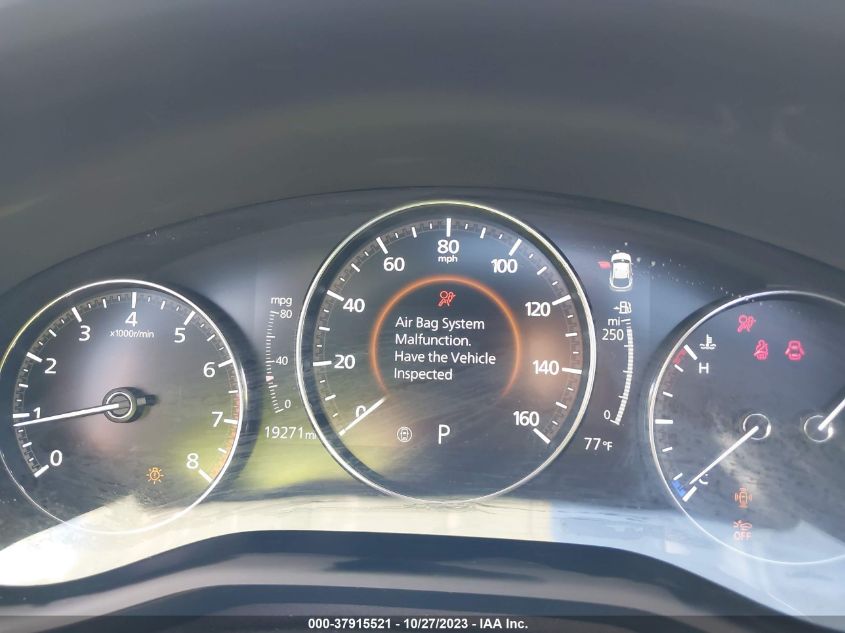 80
mph
60
100
40
120
20
140
0
160
Air Bag System
Malfunction.
Have the Vehicle
Inspected
P
4
x1000r/min
3
5
2
6
1
7
0
8
mpg
80
40
0
19271 mi
mi
250
0
77°F
H
C
OFF
000-37915521 - 10/27/2023 - IAA Inc.